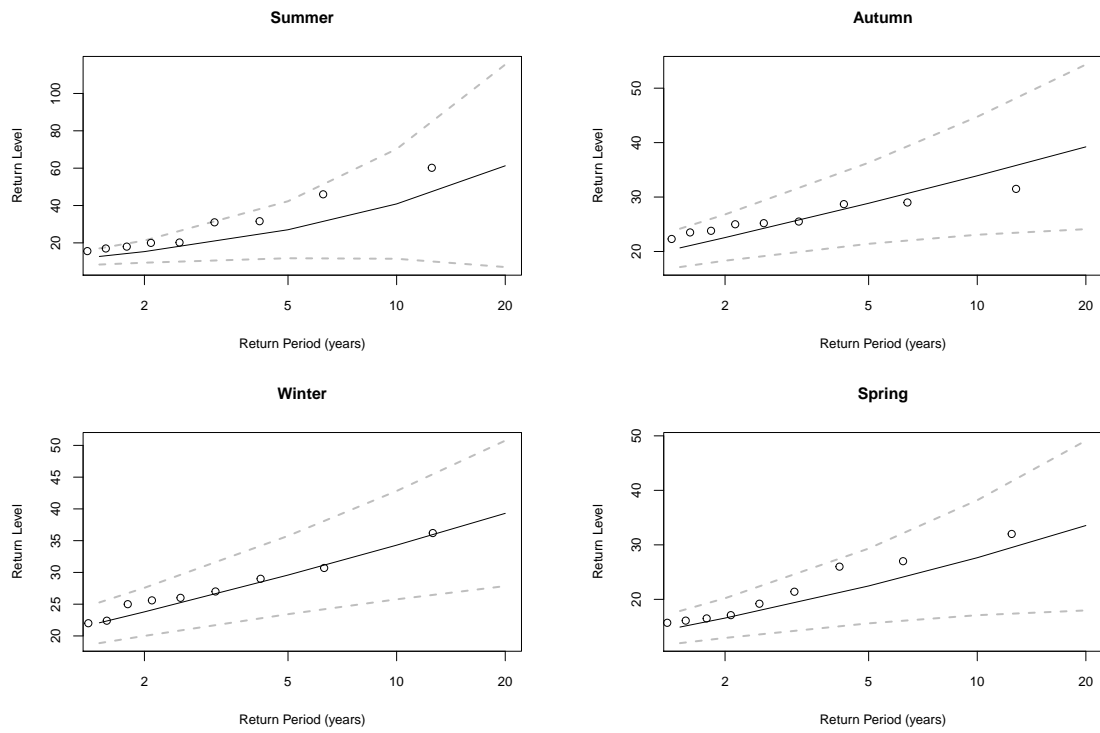 Summer
Return Level
20 40 60 80 100
2 5 10 20
Return Period (years)
Autumn
Return Level
20 30 40 50
2 5 10 20
Return Period (years)
Winter
Return Level
20 25 30 35 40 45 50
2 5 10 20
Return Period (years)
Spring
Return Level
20 30 40 50
2 5 10 20
Return Period (years)